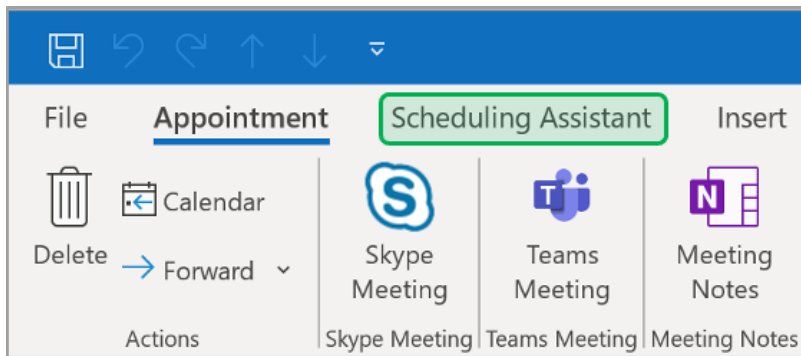 File Appointment Scheduling Assistant Insert
Delete
Calendar
Forward
Skype
Meeting
Teams
Meeting
Meeting
Notes
Actions Skype Meeting Teams Meeting Meeting Notes